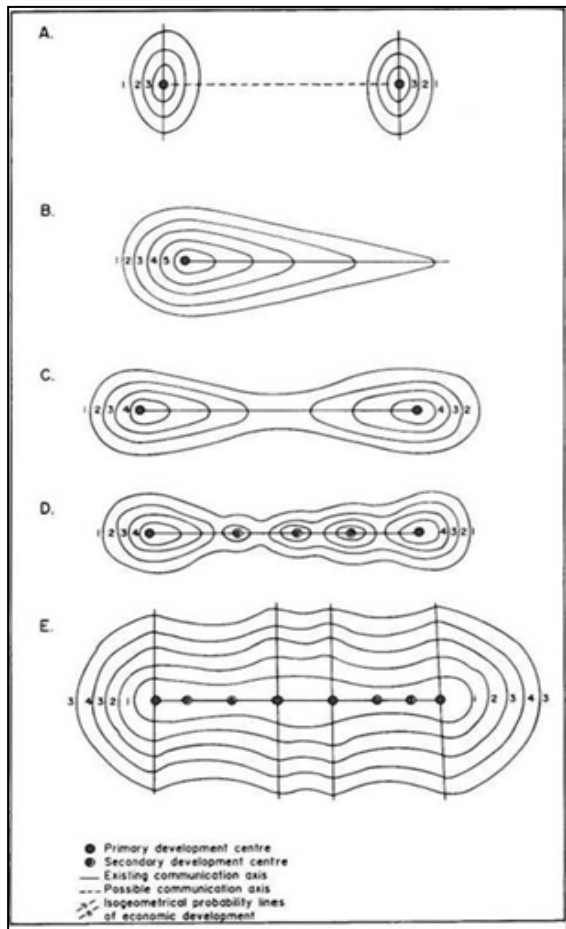 A.
1 2 3 3 2 1
B.
1 2 3 4 5
C.
1 2 3 4 4 3 2
D.
1 2 3 4 4 3 2 1
E.
3 4 3 2 1 1 2 3 4 3
Primary development centre
Secondary development centre
Existing communication axis
Possible communication axis
Isogeometrical probability lines
of economic development